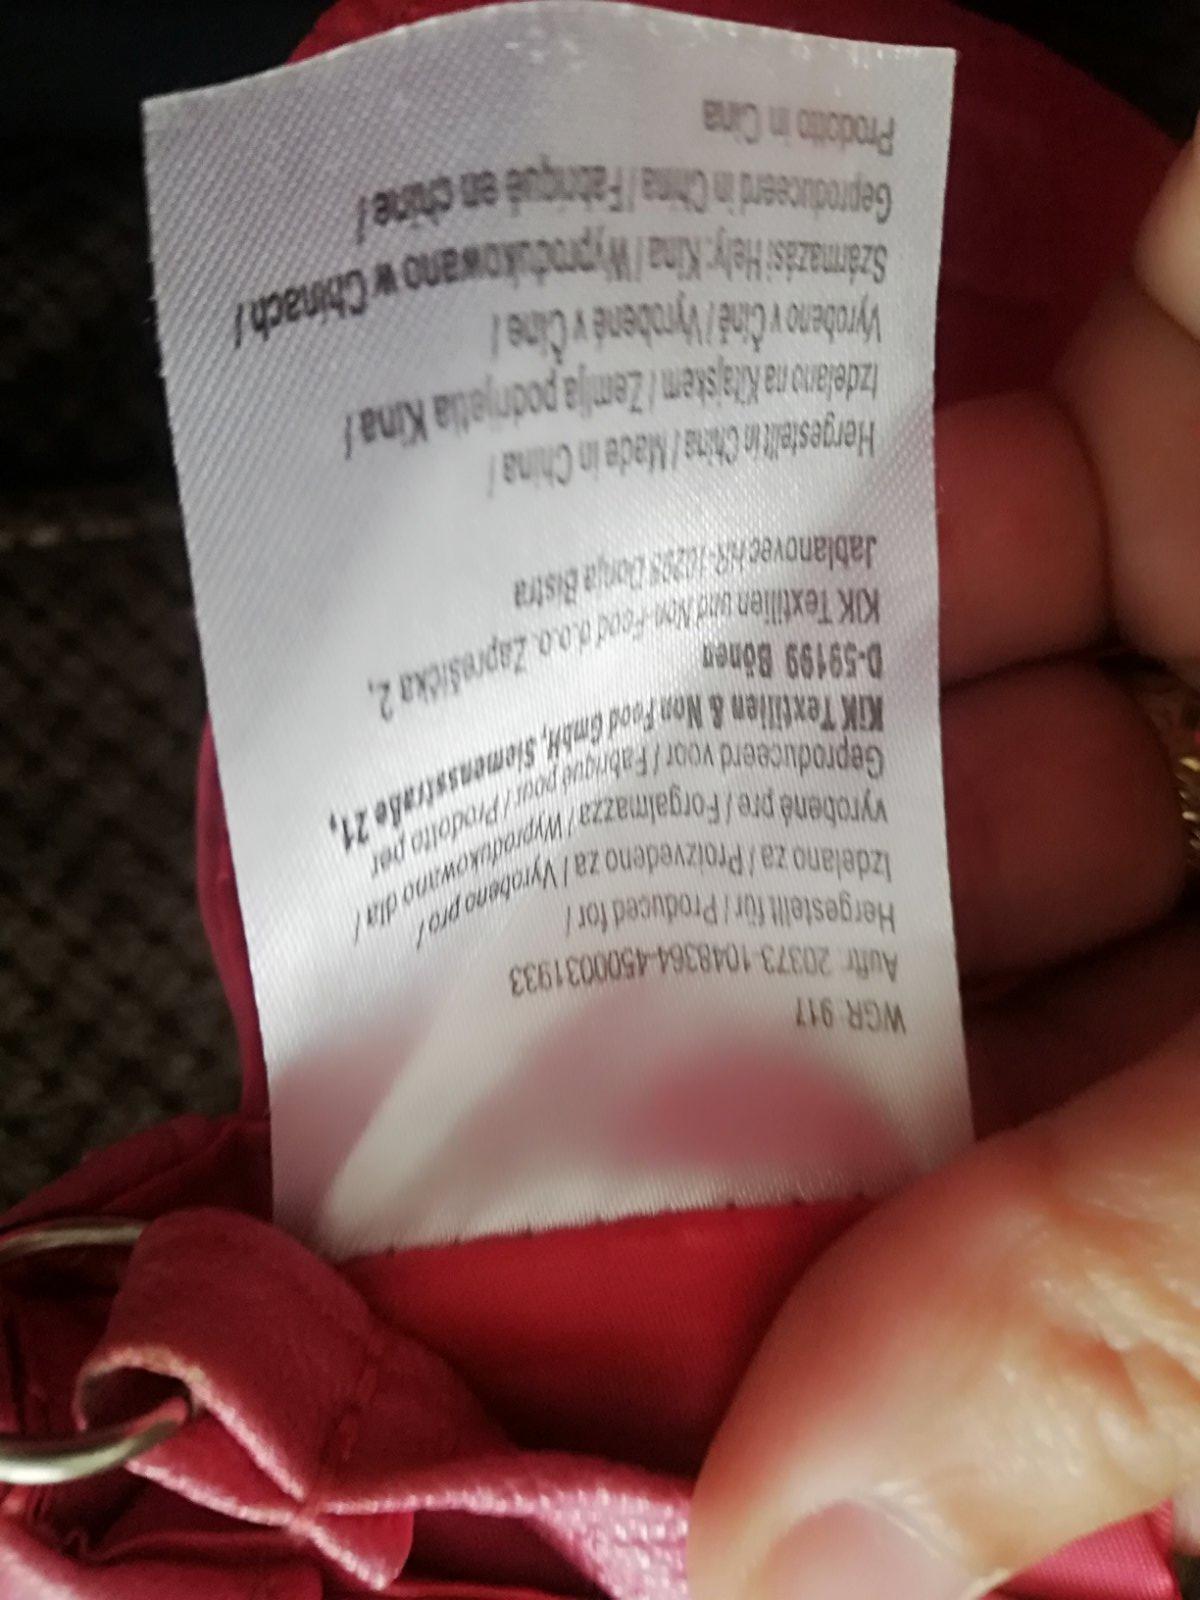 WGR: 917
Auftr. 20373-1048364-4500031933
Hergestellt für / Produced for /
Izdelano za / Proizvedeno za / Vyrobeno pro /
vyrobené pre / Forgalmazza / Wyprodukowano dla /
Geproduceerd voor / Fabriqué pour / Prodotto per
KiK Textilien & Non Food GmbH, Siemensstraße 21,
D-59199 Bönen
KIK Textilien und Non-Food d.o.o. Zaprešićka 2,
Jablanovec HR-10298 Donja Bistra
Hergestellt in China / Made in China /
Izdelano na Kitajskem / Zemlja podrijetla Kina /
Vyrobeno v Čině / Vyrobené v Čine /
Származási Hely: Kína / Wyprodukowano w Chinach /
Geproduceerd in China / Fabriqué en chine /
Prodotto in Cina